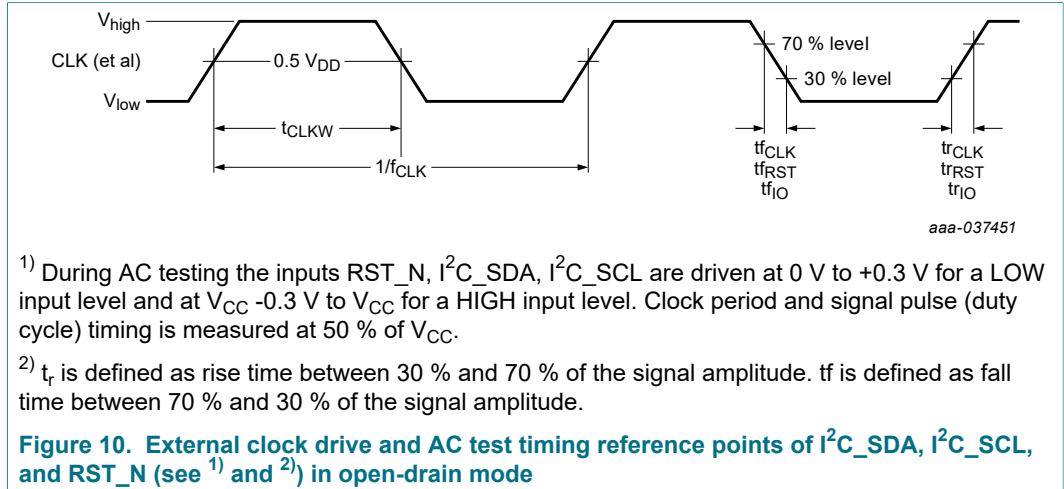 V_high
CLK (et al)
V_low
0.5 V_DD
t_CLKW
1/f_CLK
70 % level
30 % level
tf_CLK
tf_RST
tf_IO
tr_CLK
tr_RST
tr_IO
aaa-037451
1) During AC testing the inputs RST_N, I²C_SDA, I²C_SCL are driven at 0 V to +0.3 V for a LOW
input level and at V_CC -0.3 V to V_CC for a HIGH input level. Clock period and signal pulse (duty
cycle) timing is measured at 50 % of V_CC.
2) t_r is defined as rise time between 30 % and 70 % of the signal amplitude. tf is defined as fall
time between 70 % and 30 % of the signal amplitude.
Figure 10. External clock drive and AC test timing reference points of I²C_SDA, I²C_SCL,
and RST_N (see 1) and 2)) in open-drain mode